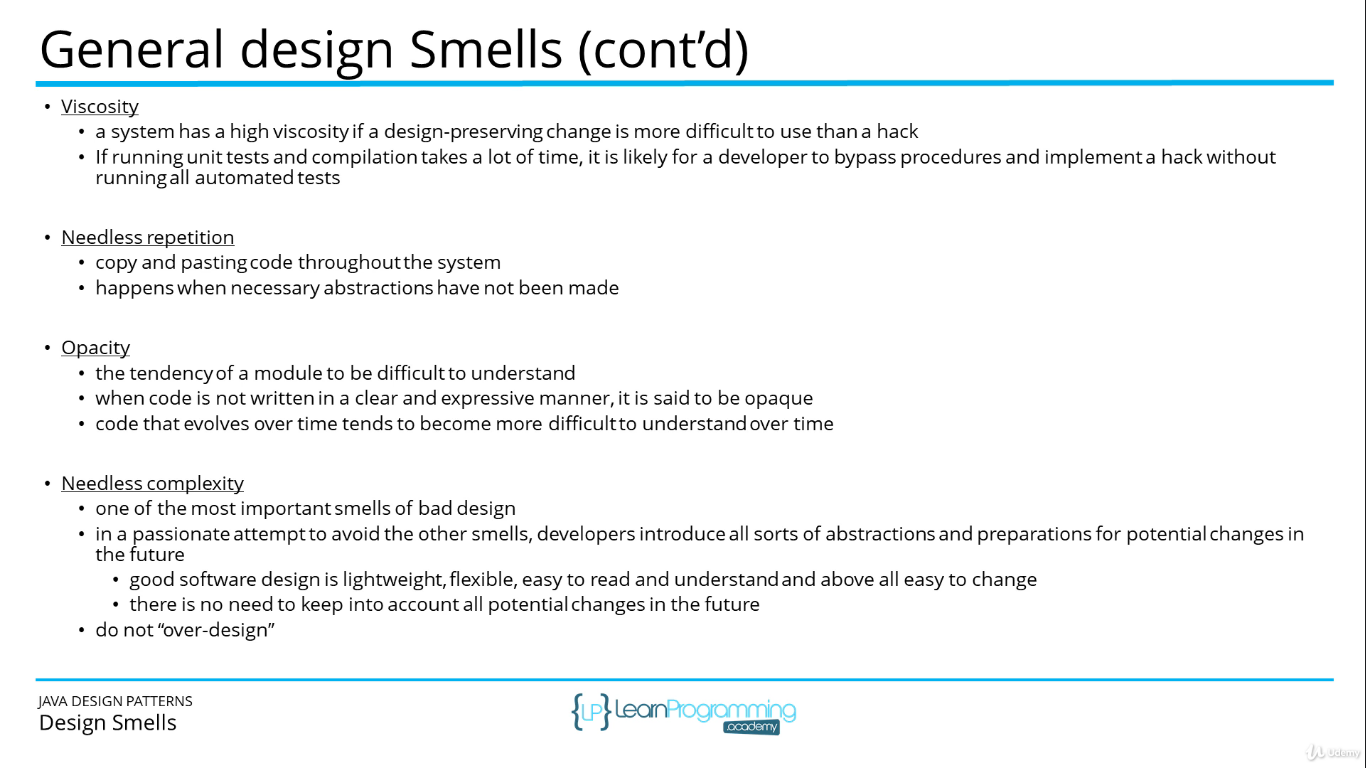 General design Smells (cont’d)
• Viscosity
• a system has a high viscosity if a design-preserving change is more difficult to use than a hack
• If running unit tests and compilation takes a lot of time, it is likely for a developer to bypass procedures and implement a hack without
running all automated tests
• Needless repetition
• copy and pasting code throughout the system
• happens when necessary abstractions have not been made
• Opacity
• the tendency of a module to be difficult to understand
• when code is not written in a clear and expressive manner, it is said to be opaque
• code that evolves over time tends to become more difficult to understand over time
• Needless complexity
• one of the most important smells of bad design
• in a passionate attempt to avoid the other smells, developers introduce all sorts of abstractions and preparations for potential changes in
the future
• good software design is lightweight, flexible, easy to read and understand and above all easy to change
• there is no need to keep into account all potential changes in the future
• do not “over-design”
JAVA DESIGN PATTERNS
Design Smells
{LP} LearnProgramming
.academy
Udemy